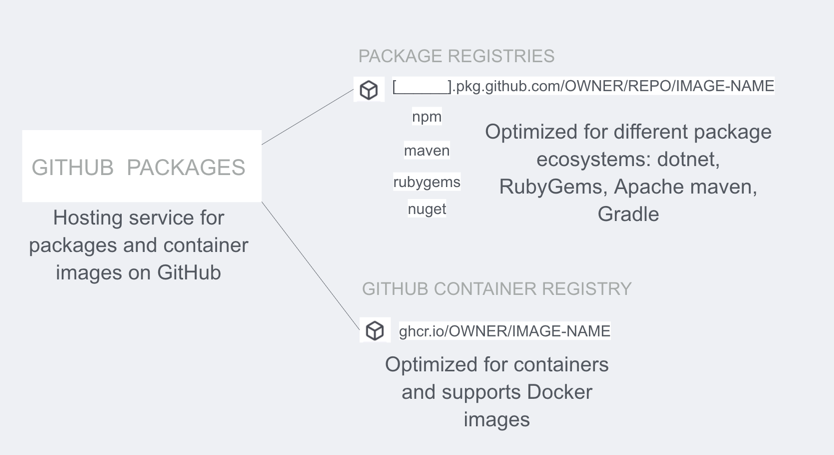 PACKAGE REGISTRIES
[______].pkg.github.com/OWNER/REPO/IMAGE-NAME
npm
maven
rubygems
nuget
Optimized for different package
ecosystems: dotnet,
RubyGems, Apache maven,
Gradle
GITHUB PACKAGES
Hosting service for
packages and container
images on GitHub
GITHUB CONTAINER REGISTRY
ghcr.io/OWNER/IMAGE-NAME
Optimized for containers
and supports Docker
images